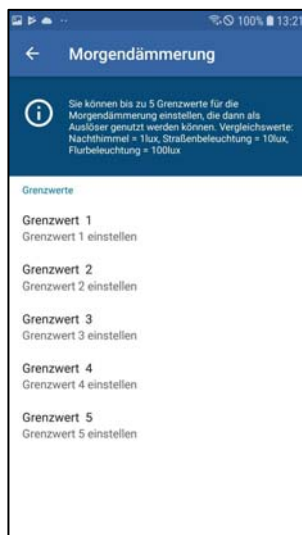 100% 13:21
Morgendämmerung
Sie können bis zu 5 Grenzwerte für die
Morgendämmerung einstellen, die dann als
Auslöser genutzt werden können. Vergleichswerte:
Nachthimmel = 1lux, Straßenbeleuchtung = 10lux,
Flurbeleuchtung = 100lux
Grenzwerte
Grenzwert 1
Grenzwert 1 einstellen
Grenzwert 2
Grenzwert 2 einstellen
Grenzwert 3
Grenzwert 3 einstellen
Grenzwert 4
Grenzwert 4 einstellen
Grenzwert 5
Grenzwert 5 einstellen